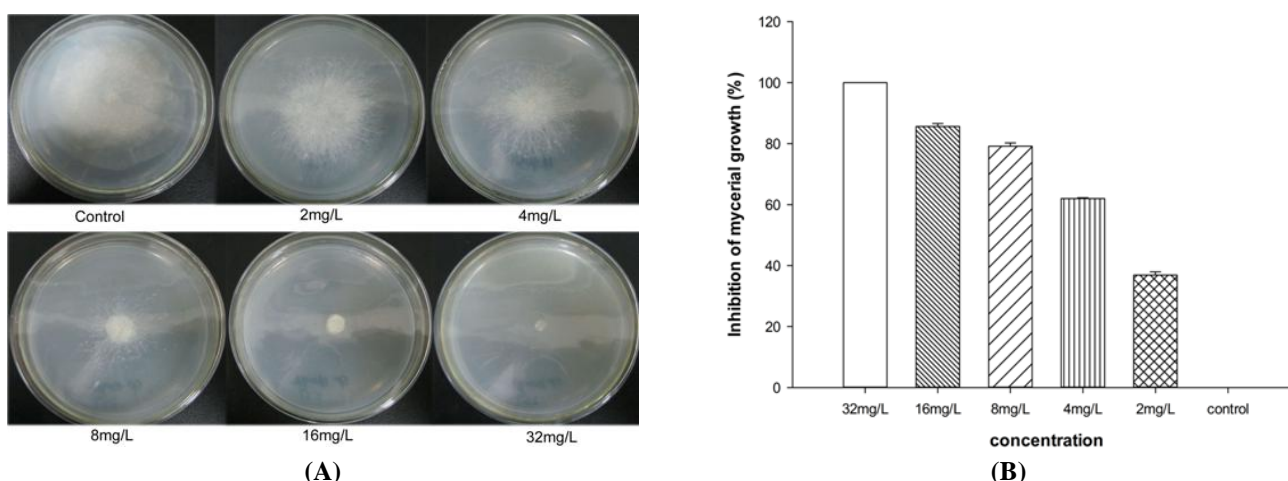 Control
2mg/L
4mg/L
8mg/L
16mg/L
32mg/L
(A)
Inhibition of mycerial growth (%)
120
100
80
60
40
20
0
32mg/L
16mg/L
8mg/L
4mg/L
2mg/L
control
concentration
(B)